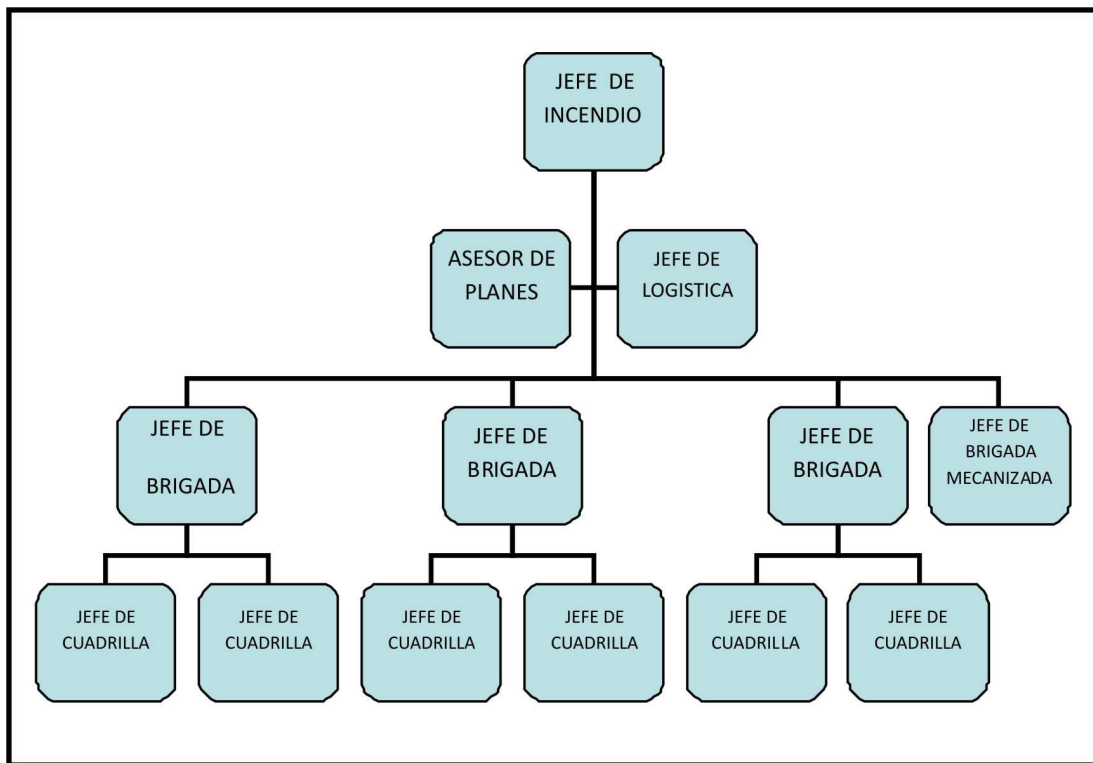 JEFE DE
INCENDIO
ASESOR DE
PLANES
JEFE DE
LOGISTICA
JEFE DE
BRIGADA
JEFE DE
BRIGADA
JEFE DE
BRIGADA
JEFE DE
BRIGADA
MECANIZADA
JEFE DE
CUADRILLA
JEFE DE
CUADRILLA
JEFE DE
CUADRILLA
JEFE DE
CUADRILLA
JEFE DE
CUADRILLA
JEFE DE
CUADRILLA